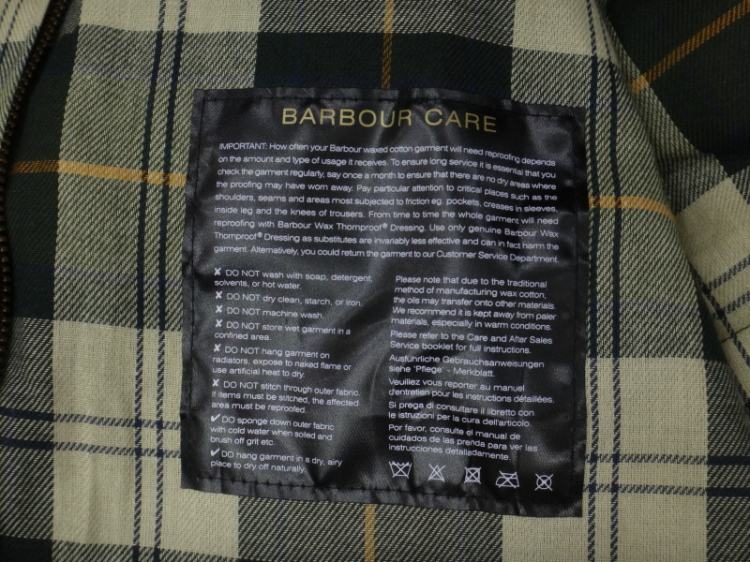 BARBOUR CARE
IMPORTANT: How often your Barbour waxed cotton garment will need reproofing depends
on the amount and type of usage it receives. To ensure long service it is essential that you
check the garment regularly, say once a month to ensure that there are no dry areas where
the proofing may have worn away. Pay particular attention to critical places such as the
shoulders, seams and areas most subjected to friction eg. pockets, creases in sleeves,
inside leg and the knees of trousers. From time to time the whole garment will need
reproofing with Barbour Wax Thornproof® Dressing. Use only genuine Barbour Wax
Thornproof® Dressing as substitutes are invariably less effective and can in fact harm the
garment. Alternatively, you could return the garment to our Customer Service Department.
✘ DO NOT wash with soap, detergent,
solvents, or hot water.
✘ DO NOT dry clean, starch, or iron.
✘ DO NOT machine wash.
✘ DO NOT store wet garment in a
confined area.
✘ DO NOT hang garment on
radiators, expose to naked flame or
use artificial heat to dry.
✘ DO NOT stitch through outer fabric.
If items must be stitched, the affected
area must be reproofed.
✔ DO sponge down outer fabric
with cold water when soiled and
brush off grit etc.
✔ DO hang garment in a dry, airy
place to dry off naturally.
Please note that due to the traditional
method of manufacturing wax cotton,
the oils may transfer onto other materials.
We recommend it is kept away from paler
materials, especially in warm conditions.
Please refer to the Care and After Sales
Service booklet for full instructions.
Ausführliche Gebrauchsanweisungen
siehe 'Pflege' - Merkblatt.
Veuillez vous reporter au manuel
d'entretien pour les instructions détaillées.
Si prega di consultare il libretto con
le istruzioni per la cura dell'articolo.
Por favor, consulte el manual de
cuidados de las prenda para ver las
instrucciones detalladamente